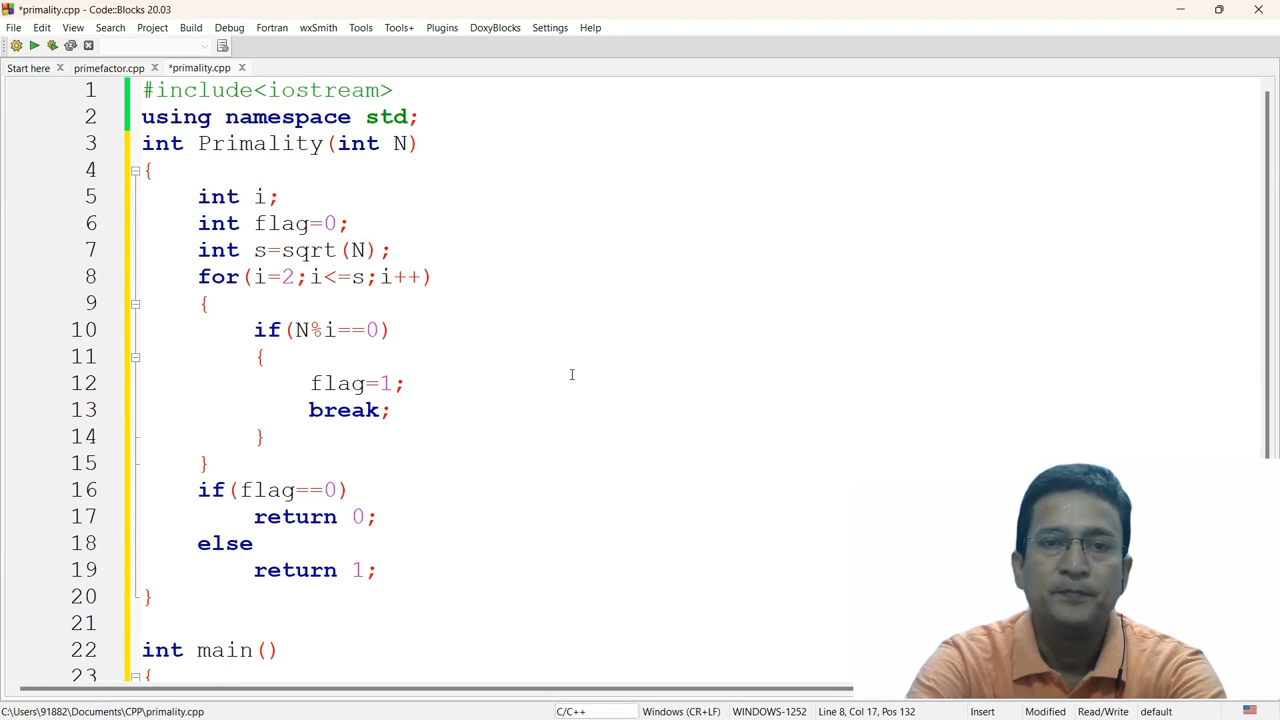 *primality.cpp - Code::Blocks 20.03
File Edit View Search Project Build Debug Fortran wxSmith Tools Tools+ Plugins DoxyBlocks Settings Help
Start here primefactor.cpp *primality.cpp
1 #include<iostream>
2 using namespace std;
3 int Primality(int N)
4 {
5 int i;
6 int flag=0;
7 int s=sqrt(N);
8 for(i=2;i<=s;i++)
9 {
10 if(N%i==0)
11 {
12 flag=1;
13 break;
14 }
15 }
16 if(flag==0)
17 return 0;
18 else
19 return 1;
20 }
21
22 int main()
23 {
C:\Users\91882\Documents\CPP\primality.cpp C/C++ Windows (CR+LF) WINDOWS-1252 Line 8, Col 17, Pos 132 Insert Modified Read/Write default